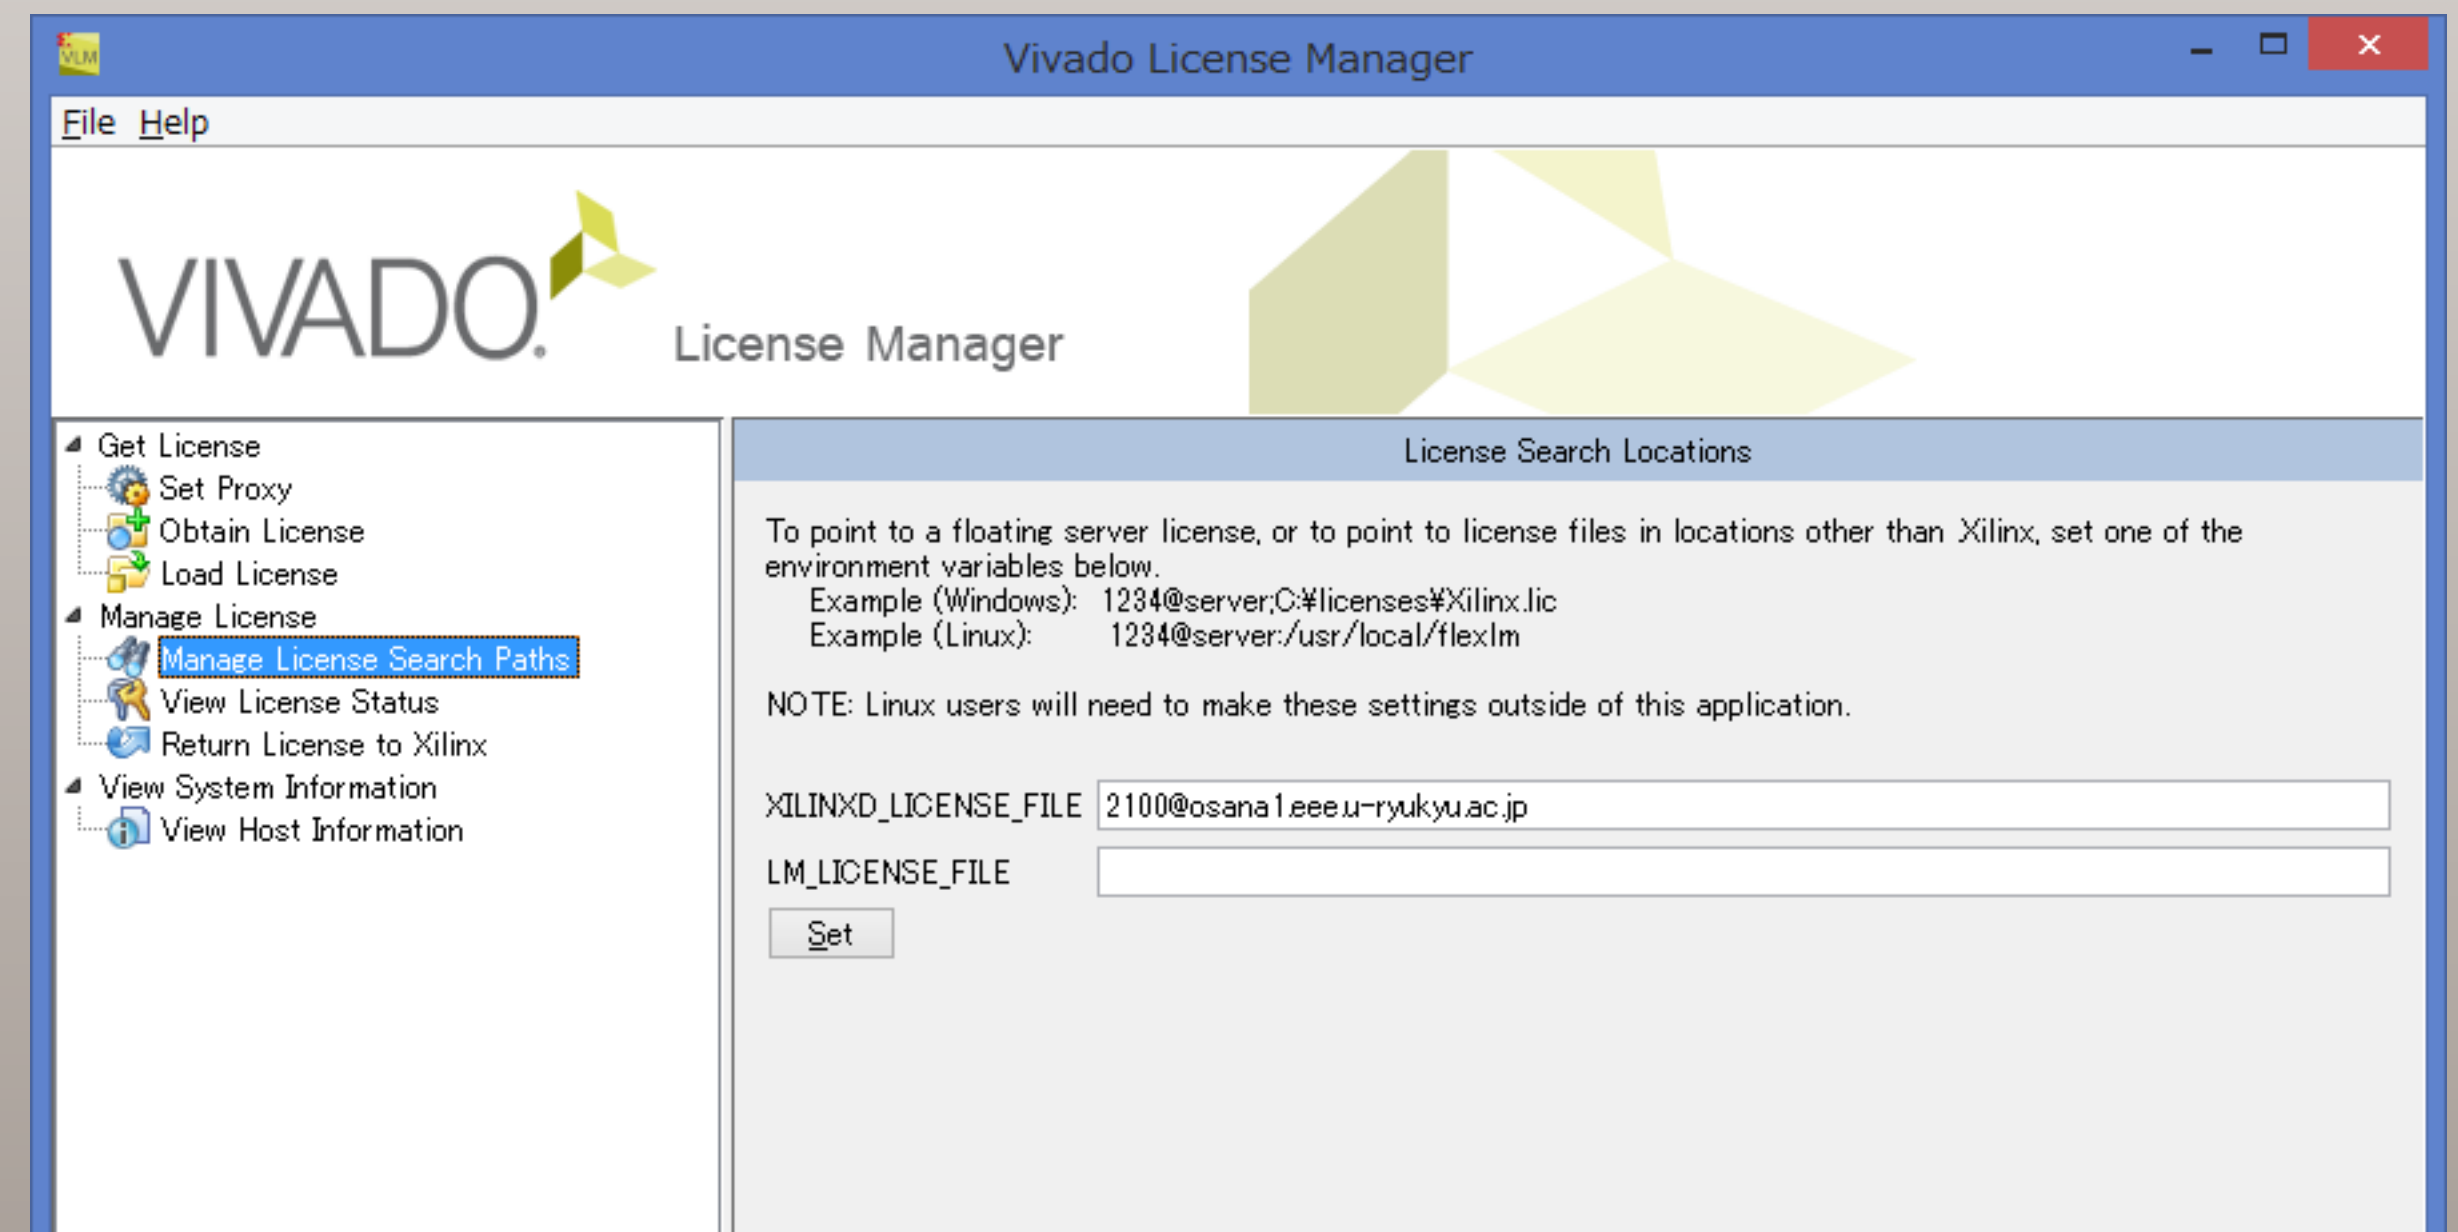 VLM
Vivado License Manager
File Help
VIVADO.
License Manager
Get License
Set Proxy
Obtain License
Load License
Manage License
Manage License Search Paths
View License Status
Return License to Xilinx
View System Information
View Host Information
License Search Locations
To point to a floating server license, or to point to license files in locations other than Xilinx, set one of the
environment variables below.
Example (Windows): 1234@server;C:¥licenses¥Xilinx.lic
Example (Linux): 1234@server:/usr/local/flexlm
NOTE: Linux users will need to make these settings outside of this application.
XILINXD_LICENSE_FILE 2100@osana1.eee.u-ryukyu.ac.jp
LM_LICENSE_FILE
Set